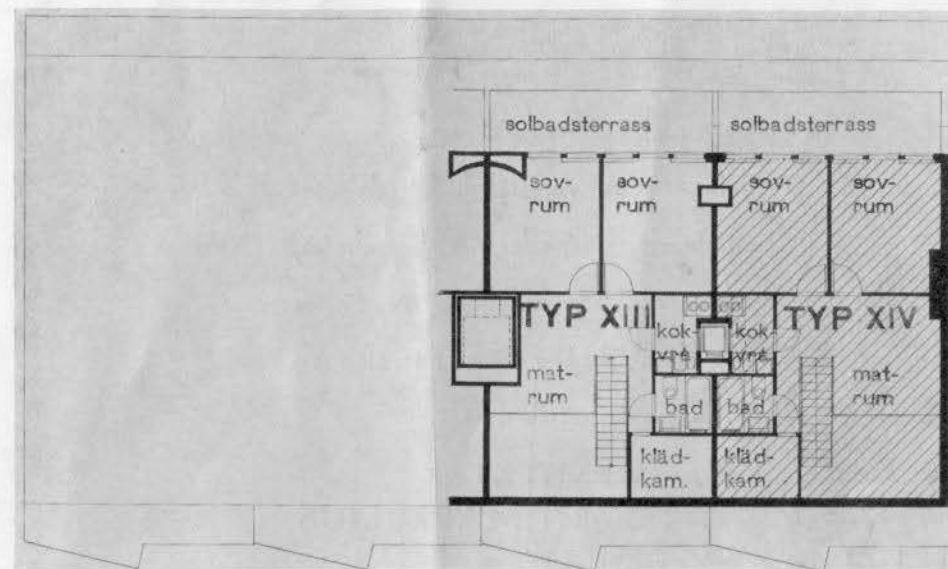 solbadsterrass
solbadsterrass
sov-
rum
sov-
rum
sov-
rum
sov-
rum
TYP XIII
TYP XIV
kok-
vrå
kok-
vrå
mat-
rum
mat-
rum
bad
bad
kläd-
kam.
kläd-
kam.